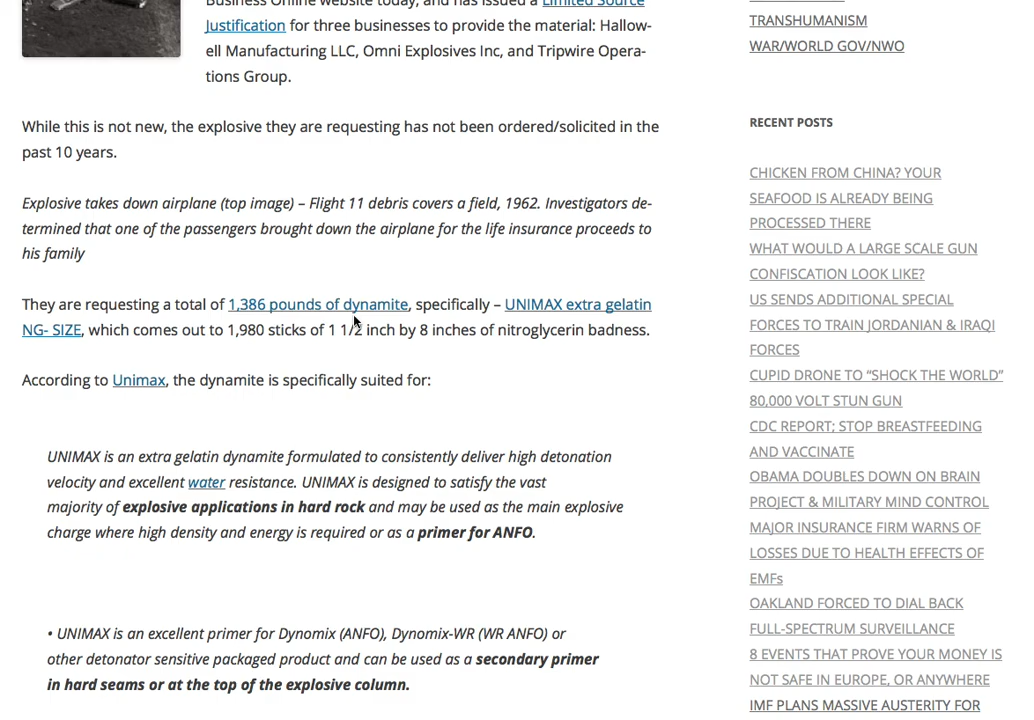 Business Online website today, and has issued a Limited Source
Justification for three businesses to provide the material: Hallow-
ell Manufacturing LLC, Omni Explosives Inc, and Tripwire Opera-
tions Group.
While this is not new, the explosive they are requesting has not been ordered/solicited in the
past 10 years.
Explosive takes down airplane (top image) – Flight 11 debris covers a field, 1962. Investigators de-
termined that one of the passengers brought down the airplane for the life insurance proceeds to
his family
They are requesting a total of 1,386 pounds of dynamite, specifically – UNIMAX extra gelatin
NG- SIZE, which comes out to 1,980 sticks of 1 1/2 inch by 8 inches of nitroglycerin badness.
According to Unimax, the dynamite is specifically suited for:
UNIMAX is an extra gelatin dynamite formulated to consistently deliver high detonation
velocity and excellent water resistance. UNIMAX is designed to satisfy the vast
majority of explosive applications in hard rock and may be used as the main explosive
charge where high density and energy is required or as a primer for ANFO.
• UNIMAX is an excellent primer for Dynomix (ANFO), Dynomix-WR (WR ANFO) or
other detonator sensitive packaged product and can be used as a secondary primer
in hard seams or at the top of the explosive column.
TRANSHUMANISM
WAR/WORLD GOV/NWO
RECENT POSTS
CHICKEN FROM CHINA? YOUR
SEAFOOD IS ALREADY BEING
PROCESSED THERE
WHAT WOULD A LARGE SCALE GUN
CONFISCATION LOOK LIKE?
US SENDS ADDITIONAL SPECIAL
FORCES TO TRAIN JORDANIAN & IRAQI
FORCES
CUPID DRONE TO “SHOCK THE WORLD”
80,000 VOLT STUN GUN
CDC REPORT; STOP BREASTFEEDING
AND VACCINATE
OBAMA DOUBLES DOWN ON BRAIN
PROJECT & MILITARY MIND CONTROL
MAJOR INSURANCE FIRM WARNS OF
LOSSES DUE TO HEALTH EFFECTS OF
EMFs
OAKLAND FORCED TO DIAL BACK
FULL-SPECTRUM SURVEILLANCE
8 EVENTS THAT PROVE YOUR MONEY IS
NOT SAFE IN EUROPE, OR ANYWHERE
IMF PLANS MASSIVE AUSTERITY FOR